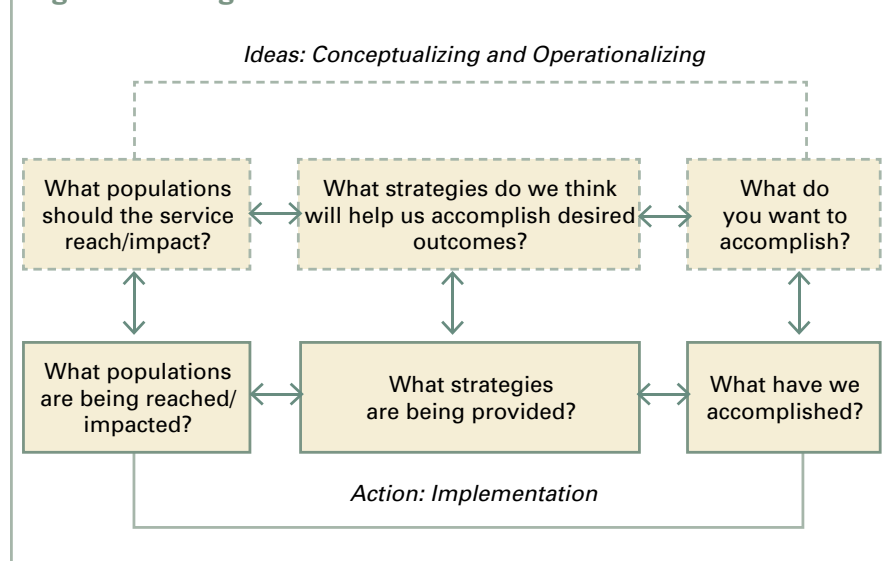 Ideas: Conceptualizing and Operationalizing
What populations
should the service
reach/impact?
What strategies do we think
will help us accomplish desired
outcomes?
What do
you want to
accomplish?
What populations
are being reached/
impacted?
What strategies
are being provided?
What have we
accomplished?
Action: Implementation